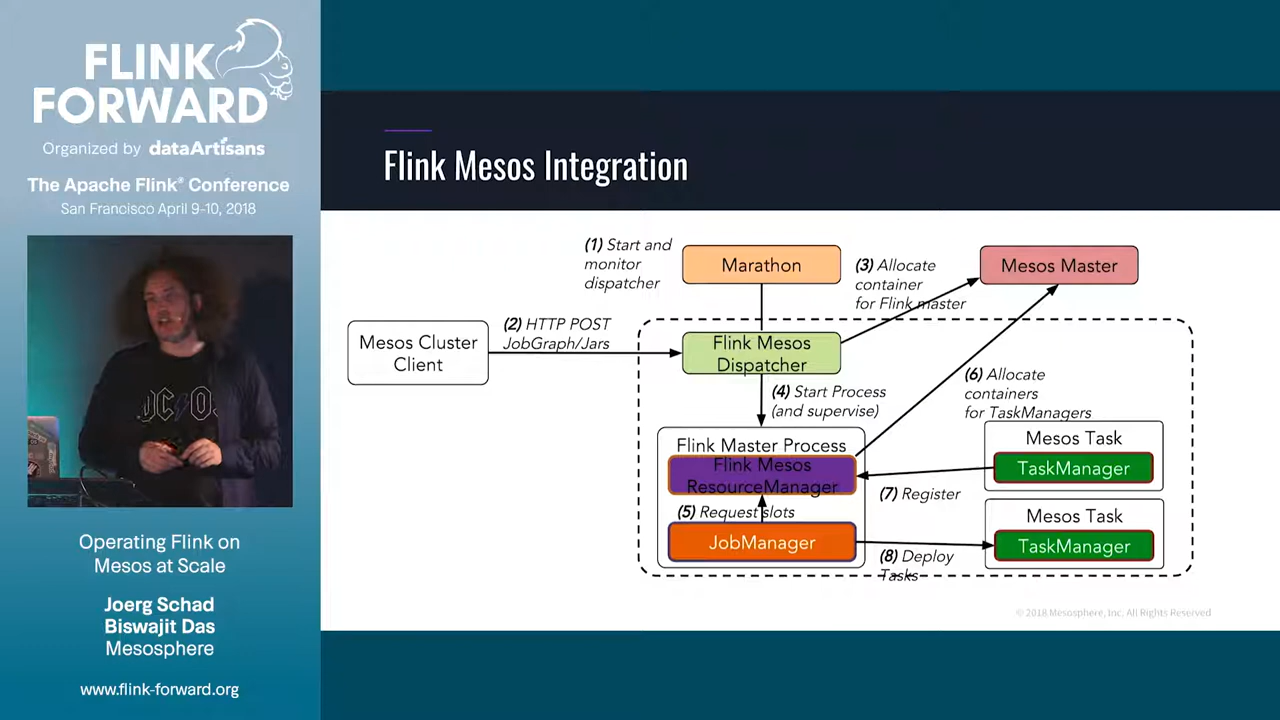 FLINK
FORWARD
Organized by dataArtisans
The Apache Flink® Conference
San Francisco April 9-10, 2018
Operating Flink on
Mesos at Scale
Joerg Schad
Biswajit Das
Mesosphere
www.flink-forward.org
Flink Mesos Integration
(1) Start and
monitor
dispatcher
Marathon
(3) Allocate
container
for Flink master
Mesos Master
Mesos Cluster
Client
(2) HTTP POST
JobGraph/Jars
Flink Mesos
Dispatcher
(4) Start Process
(and supervise)
(6) Allocate
containers
for TaskManagers
Flink Master Process
Flink Mesos
ResourceManager
(5) Request slots
JobManager
Mesos Task
TaskManager
(7) Register
Mesos Task
TaskManager
(8) Deploy
Tasks
© 2018 Mesosphere, Inc. All Rights Reserved